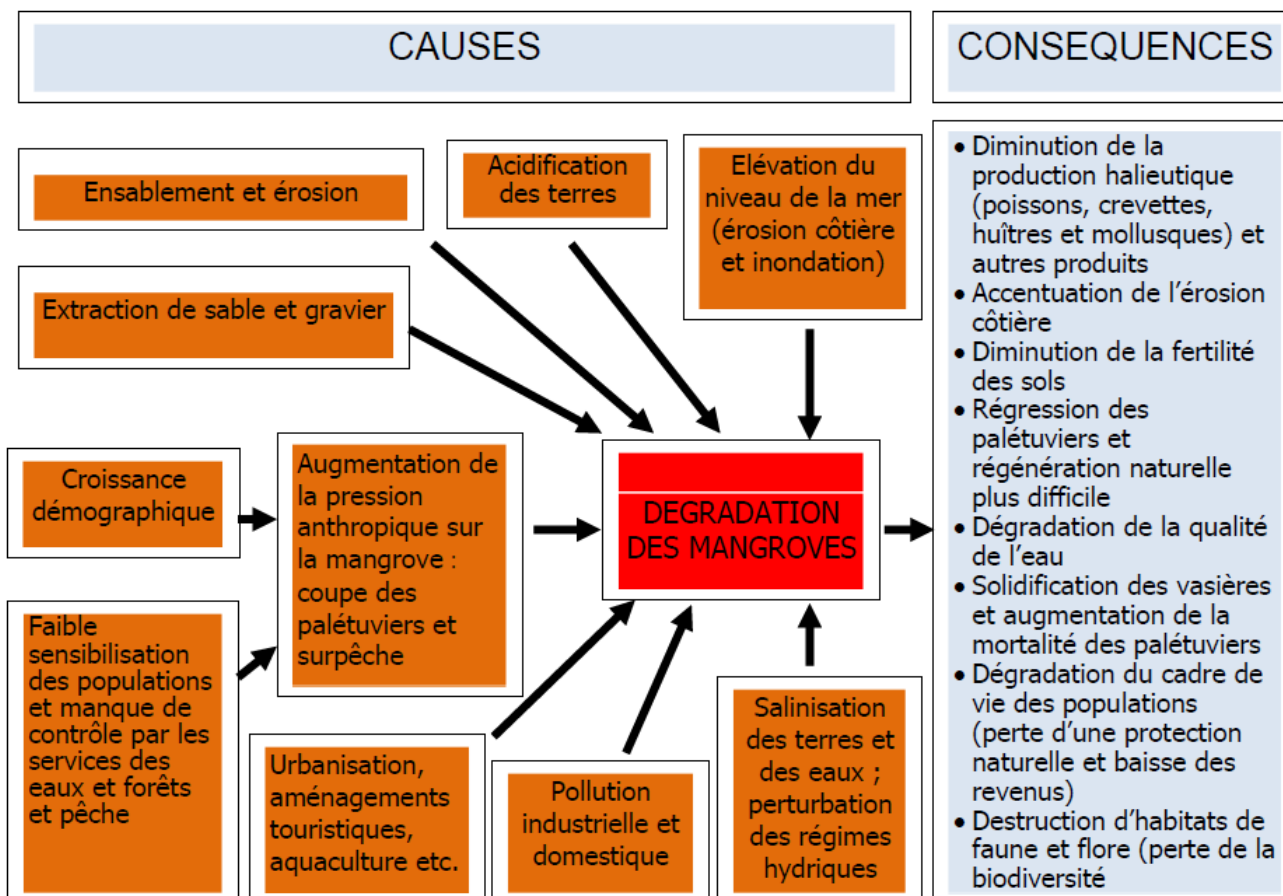 CAUSES
CONSEQUENCES
Ensablement et érosion
Acidification
des terres
Elévation du
niveau de la mer
(érosion côtière
et inondation)
Extraction de sable et gravier
Croissance
démographique
Augmentation de
la pression
anthropique sur
la mangrove :
coupe des
palétuviers et
surpêche
DEGRADATION
DES MANGROVES
Faible
sensibilisation
des populations
et manque de
contrôle par les
services des
eaux et forêts
et pêche
Urbanisation,
aménagements
touristiques,
aquaculture etc.
Pollution
industrielle et
domestique
Salinisation
des terres et
des eaux ;
perturbation
des régimes
hydriques
• Diminution de la
production halieutique
(poissons, crevettes,
huîtres et mollusques) et
autres produits
• Accentuation de l'érosion
côtière
• Diminution de la fertilité
des sols
• Régression des
palétuviers et
régénération naturelle
plus difficile
• Dégradation de la qualité
de l'eau
• Solidification des vasières
et augmentation de la
mortalité des palétuviers
• Dégradation du cadre de
vie des populations
(perte d'une protection
naturelle et baisse des
revenus)
• Destruction d'habitats de
faune et flore (perte de la
biodiversité